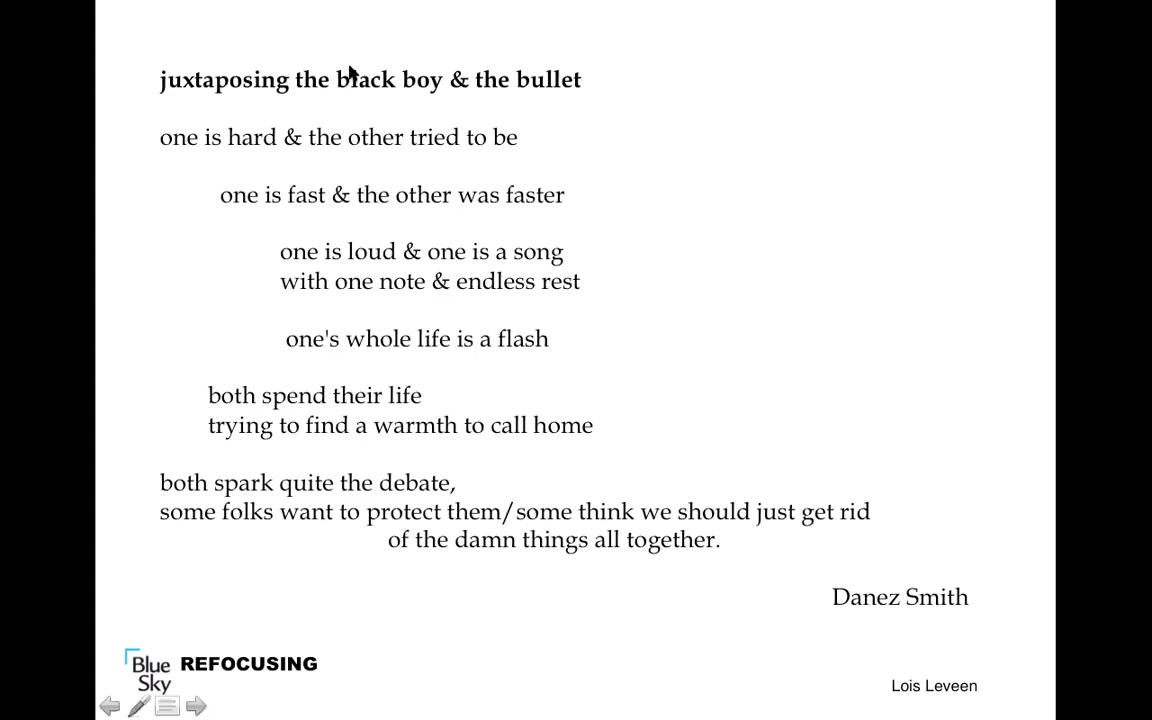 juxtaposing the black boy & the bullet
one is hard & the other tried to be
one is fast & the other was faster
one is loud & one is a song
with one note & endless rest
one's whole life is a flash
both spend their life
trying to find a warmth to call home
both spark quite the debate,
some folks want to protect them/some think we should just get rid
of the damn things all together.
Danez Smith
Blue
Sky
REFOCUSING
Lois Leveen